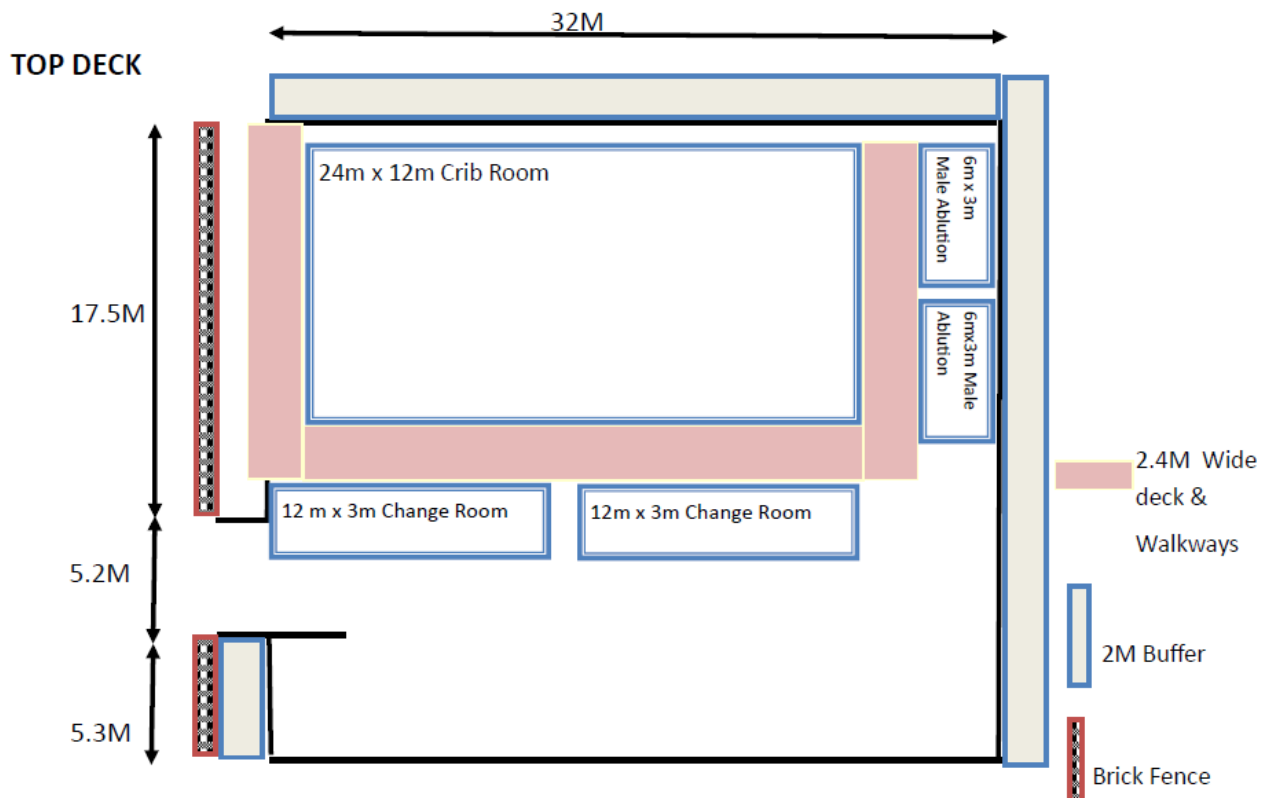 32M
TOP DECK
24m x 12m Crib Room
6m x 3m
Male Ablution
17.5M
6mx3m Male
Ablution
2.4M Wide
deck &
Walkways
12 m x 3m Change Room
12m x 3m Change Room
5.2M
2M Buffer
5.3M
Brick Fence